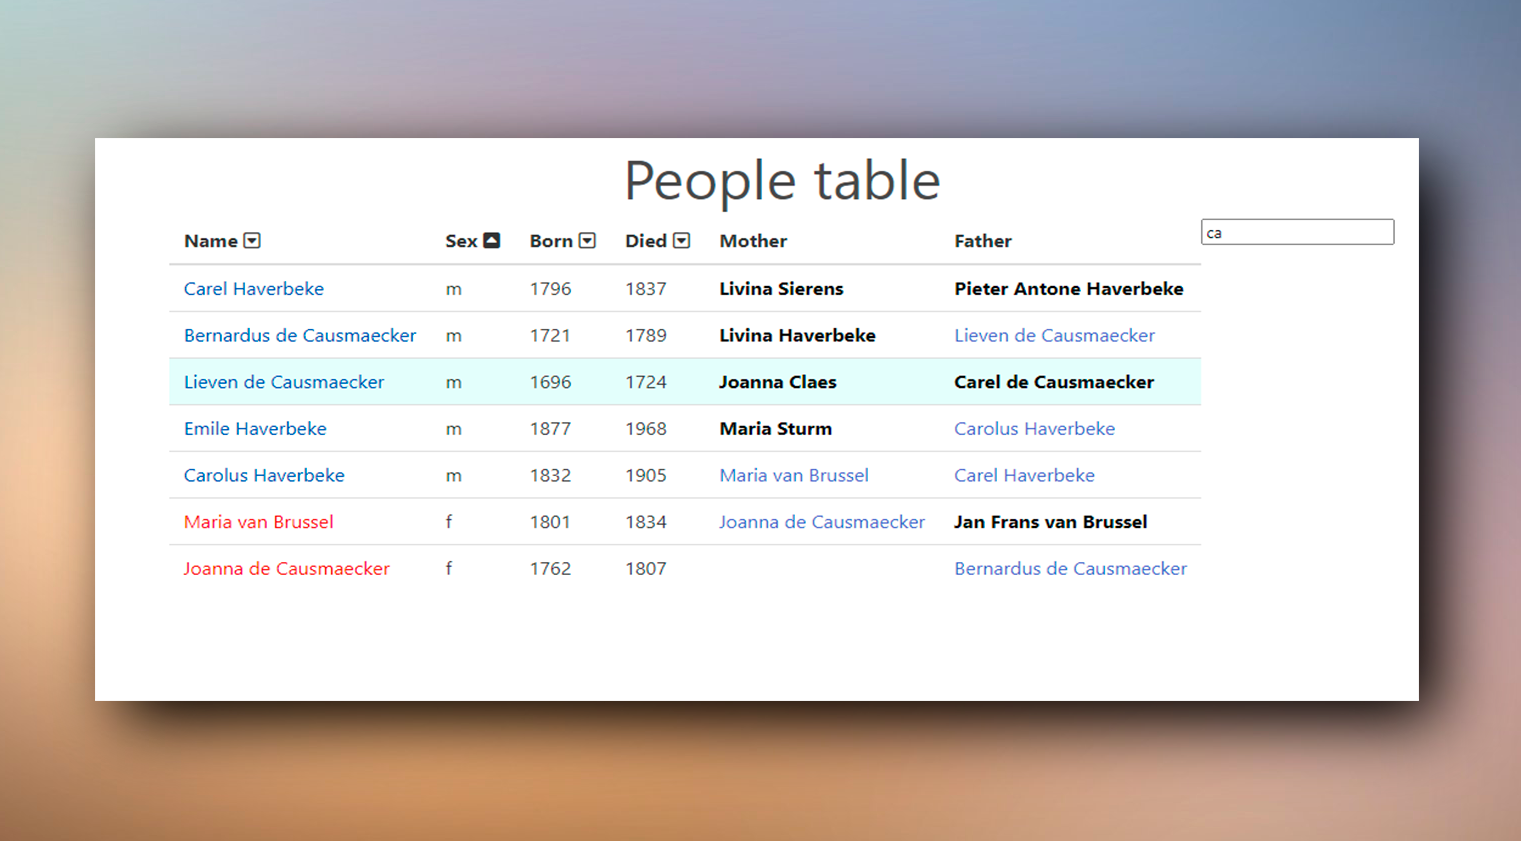 People table
Name Sex Born Died Mother Father ca
Carel Haverbeke m 1796 1837 Livina Sierens Pieter Antone Haverbeke
Bernardus de Causmaecker m 1721 1789 Livina Haverbeke Lieven de Causmaecker
Lieven de Causmaecker m 1696 1724 Joanna Claes Carel de Causmaecker
Emile Haverbeke m 1877 1968 Maria Sturm Carolus Haverbeke
Carolus Haverbeke m 1832 1905 Maria van Brussel Carel Haverbeke
Maria van Brussel f 1801 1834 Joanna de Causmaecker Jan Frans van Brussel
Joanna de Causmaecker f 1762 1807 Bernardus de Causmaecker